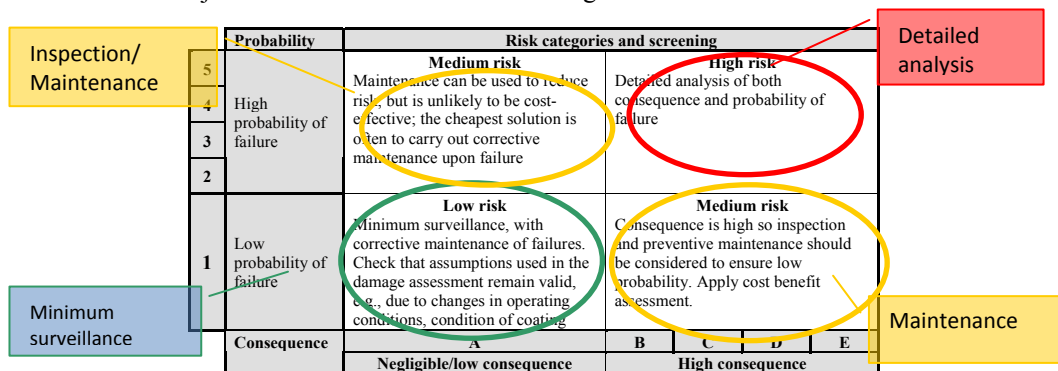 Inspection/
Maintenance
Probability
Risk categories and screening
Detailed
analysis
5
4
3
2
High
probability of
failure
Medium risk
Maintenance can be used to reduce
risk, but is unlikely to be cost-
effective; the cheapest solution is
often to carry out corrective
maintenance upon failure
High risk
Detailed analysis of both
consequence and probability of
failure
1
Low
probability of
failure
Low risk
Minimum surveillance, with
corrective maintenance of failures.
Check that assumptions used in the
damage assessment remain valid,
e.g., due to changes in operating
conditions, condition of coating
Medium risk
Consequence is high so inspection
and preventive maintenance should
be considered to ensure low
probability. Apply cost benefit
assessment.
Minimum
surveillance
Maintenance
Consequence
A
B
C
D
E
Negligible/low consequence
High consequence